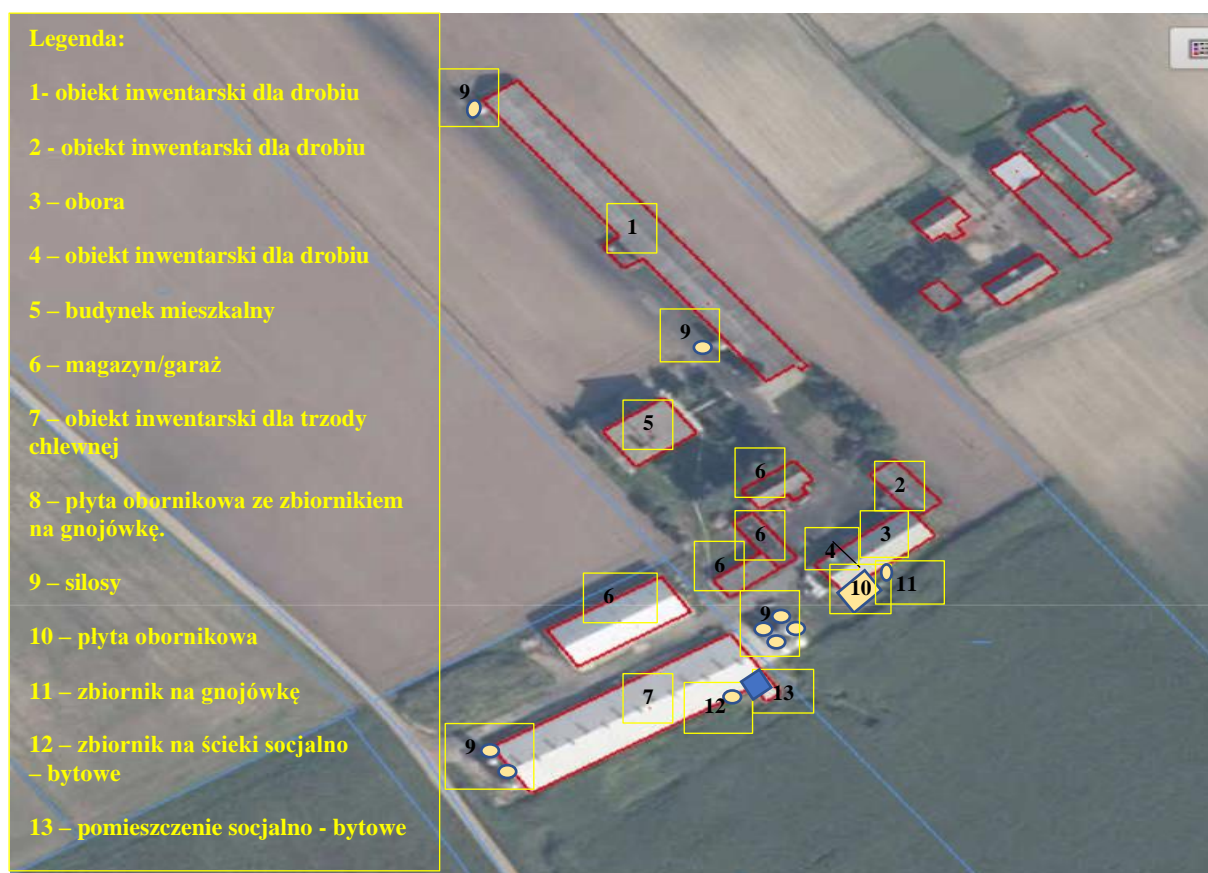 Legenda:
1- obiekt inwentarski dla drobiu
2 - obiekt inwentarski dla drobiu
3 – obora
4 – obiekt inwentarski dla drobiu
5 – budynek mieszkalny
6 – magazyn/garaż
7 – obiekt inwentarski dla trzody
chlewnej
8 – płyta obornikowa ze zbiornikiem
na gnojówkę.
9 – silosy
10 – płyta obornikowa
11 – zbiornik na gnojówkę
12 – zbiornik na ścieki socjalno
– bytowe
13 – pomieszczenie socjalno - bytowe
9
1
9
5
6
2
6
3
4
6
10
11
6
9
7
12
13
9